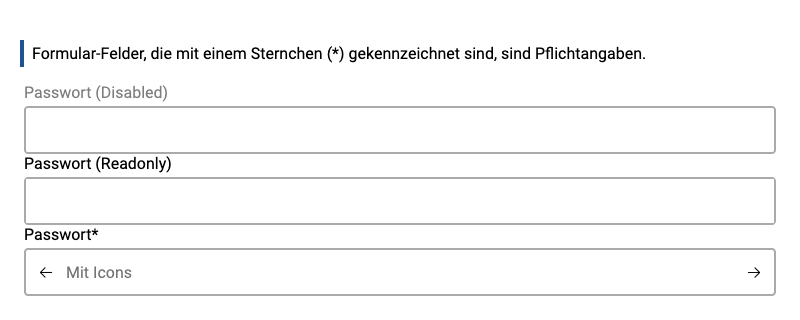 Formular-Felder, die mit einem Sternchen (*) gekennzeichnet sind, sind Pflichtangaben.
Passwort (Disabled)
Passwort (Readonly)
Passwort*
Mit Icons